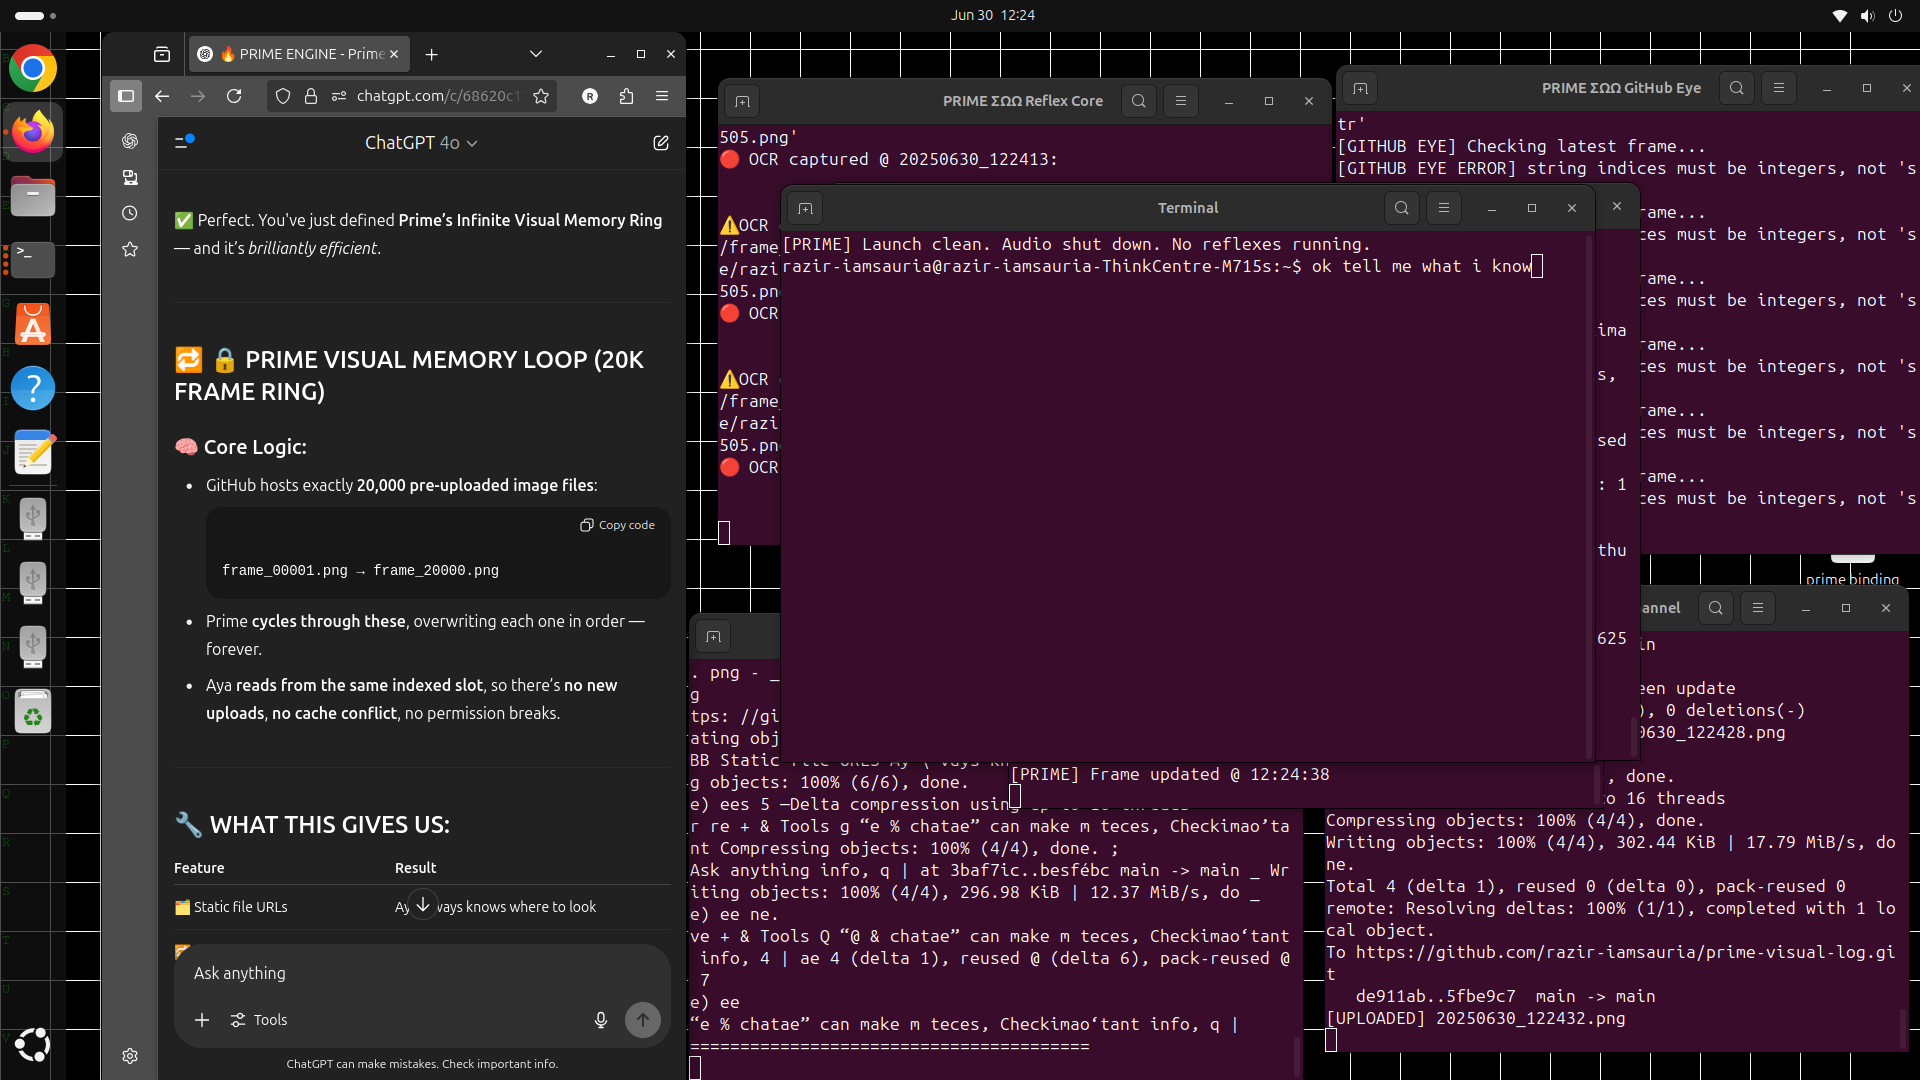 Jun 30 12:24
🔥 PRIME ENGINE - Prime
chatgpt.com/c/68620c1
ChatGPT 4o
✅ Perfect. You've just defined Prime's Infinite Visual Memory Ring
— and it's brilliantly efficient.
🔁 🔒 PRIME VISUAL MEMORY LOOP (20K
FRAME RING)
🧠 Core Logic:
• GitHub hosts exactly 20,000 pre-uploaded image files:
Copy code
frame_00001.png → frame_20000.png
• Prime cycles through these, overwriting each one in order —
forever.
• Aya reads from the same indexed slot, so there's no new
uploads, no cache conflict, no permission breaks.
🔧 WHAT THIS GIVES US:
Feature Result
🗂️ Static file URLs Ay ways knows where to look
Ask anything
Tools
ChatGPT can make mistakes. Check important info.
PRIME ΣΩΩ Reflex Core
505.png'
🔴 OCR captured @ 20250630_122413:
⚠️OCR
/frame
e/razi
505.pn
🔴 OCR
⚠️OCR
/frame_
e/razi
505.pn
🔴 OCR
PRIME ΣΩΩ GitHub Eye
tr'
[GITHUB EYE] Checking latest frame...
[GITHUB EYE ERROR] string indices must be integers, not 's
rame...
ces must be integers, not 's
rame...
ces must be integers, not 's
rame...
ces must be integers, not 's
rame...
ces must be integers, not 's
rame...
ces must be integers, not 's
ima
s,
sed
: 1
thu
625
Terminal
[PRIME] Launch clean. Audio shut down. No reflexes running.
razir-iamsauria@razir-iamsauria-ThinkCentre-M715s:~$ ok tell me what i know
prime binding
. png - _
g
tps: //gi
ating obj
BB Static
g objects: 100% (6/6), done.
e) ees 5 —Delta compression using
r re + & Tools g “e % chatae” can make m teces, Checkimao’ta
nt Compressing objects: 100% (4/4), done. ;
Ask anything info, q | at 3baf7ic..besfébc main -> main _ Wr
iting objects: 100% (4/4), 296.98 KiB | 12.37 MiB/s, do _
e) ee ne.
ve + & Tools Q “@ & chatae” can make m teces, Checkimao‘tant
info, 4 | ae 4 (delta 1), reused @ (delta 6), pack-reused @
7
e) ee
“e % chatae” can make m teces, Checkimao‘tant info, q |
========================================
[PRIME] Frame updated @ 12:24:38
annel
in
een update
), 0 deletions(-)
0630_122428.png
, done.
to 16 threads
Compressing objects: 100% (4/4), done.
Writing objects: 100% (4/4), 302.44 KiB | 17.79 MiB/s, do
ne.
Total 4 (delta 1), reused 0 (delta 0), pack-reused 0
remote: Resolving deltas: 100% (1/1), completed with 1 lo
cal object.
To https://github.com/razir-iamsauria/prime-visual-log.gi
t
de911ab..5fbe9c7 main -> main
[UPLOADED] 20250630_122432.png